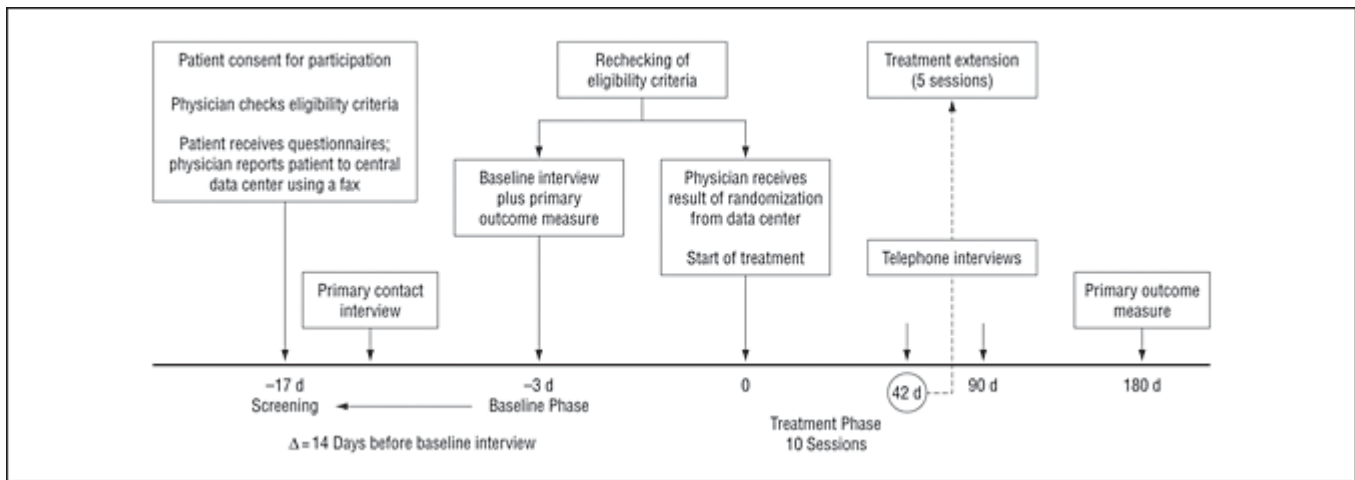 Patient consent for participation
Physician checks eligibility criteria
Patient receives questionnaires;
physician reports patient to central
data center using a fax
Primary contact
interview
Rechecking of
eligibility criteria
Baseline interview
plus primary
outcome measure
Physician receives
result of randomization
from data center
Start of treatment
Treatment extension
(5 sessions)
Telephone interviews
Primary outcome
measure
–17 d
–3 d
0
42 d
90 d
180 d
Screening
Baseline Phase
Treatment Phase
10 Sessions
Δ = 14 Days before baseline interview